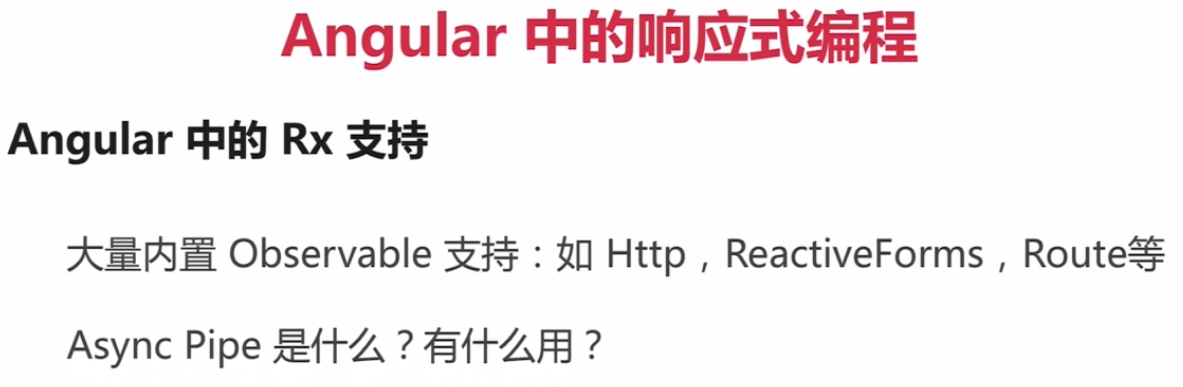 Angular 中的响应式编程
Angular 中的 Rx 支持
大量内置 Observable 支持：如 Http，ReactiveForms，Route等
Async Pipe 是什么？有什么用？